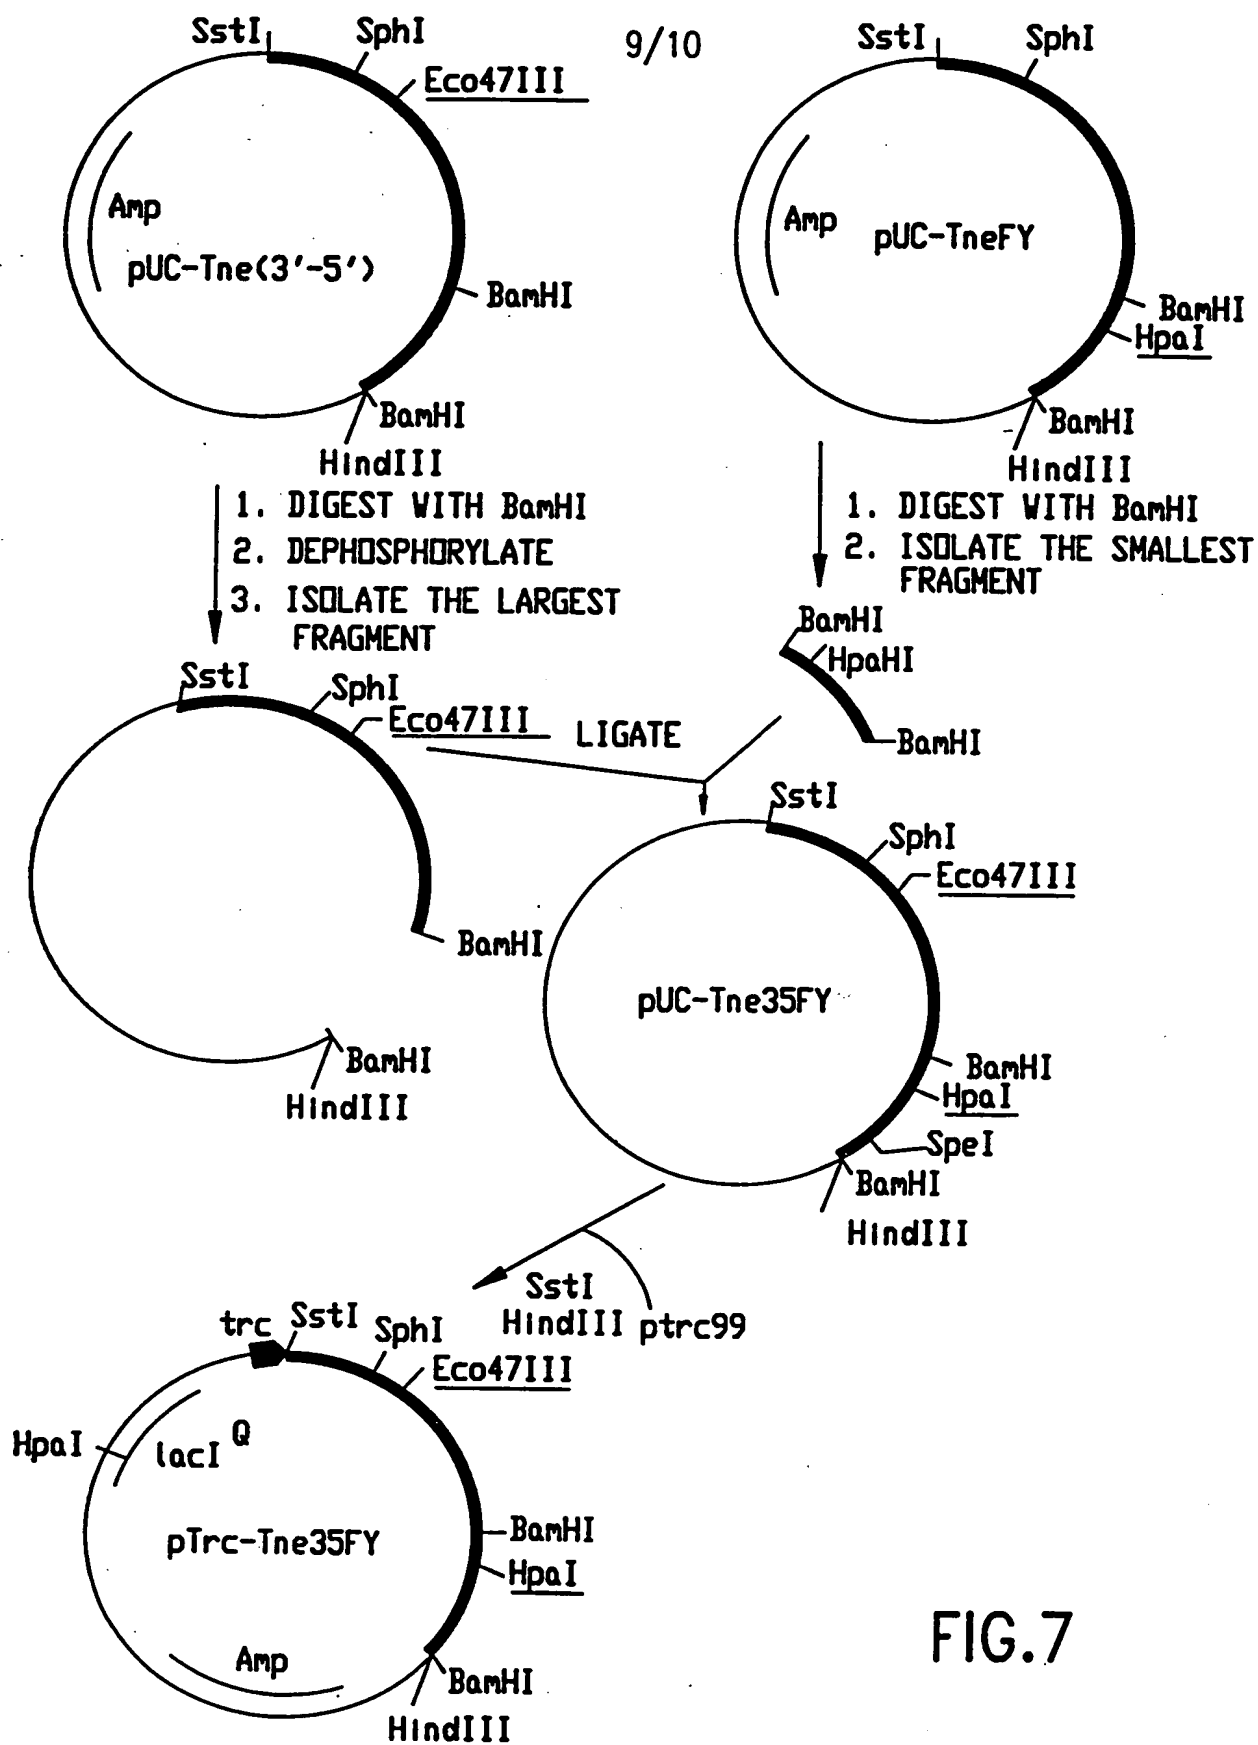 9/10
SstI
SphI
Eco47III
Amp
pUC-Tne(3'-5')
BamHI
BamHI
HindIII
SstI
SphI
Amp
pUC-TneFY
BamHI
HpaI
BamHI
HindIII
1. DIGEST WITH BamHI
2. DEPHOSPHORYLATE
3. ISOLATE THE LARGEST
FRAGMENT
1. DIGEST WITH BamHI
2. ISOLATE THE SMALLEST
FRAGMENT
BamHI
HpaHI
BamHI
SstI
SphI
Eco47III
LIGATE
BamHI
BamHI
HindIII
SstI
SphI
Eco47III
pUC-Tne35FY
BamHI
HpaI
SpeI
BamHI
HindIII
SstI
HindIII
ptrc99
trc
SstI
SphI
Eco47III
HpaI
lacI Q
pTrc-Tne35FY
BamHI
HpaI
Amp
BamHI
HindIII
FIG.7